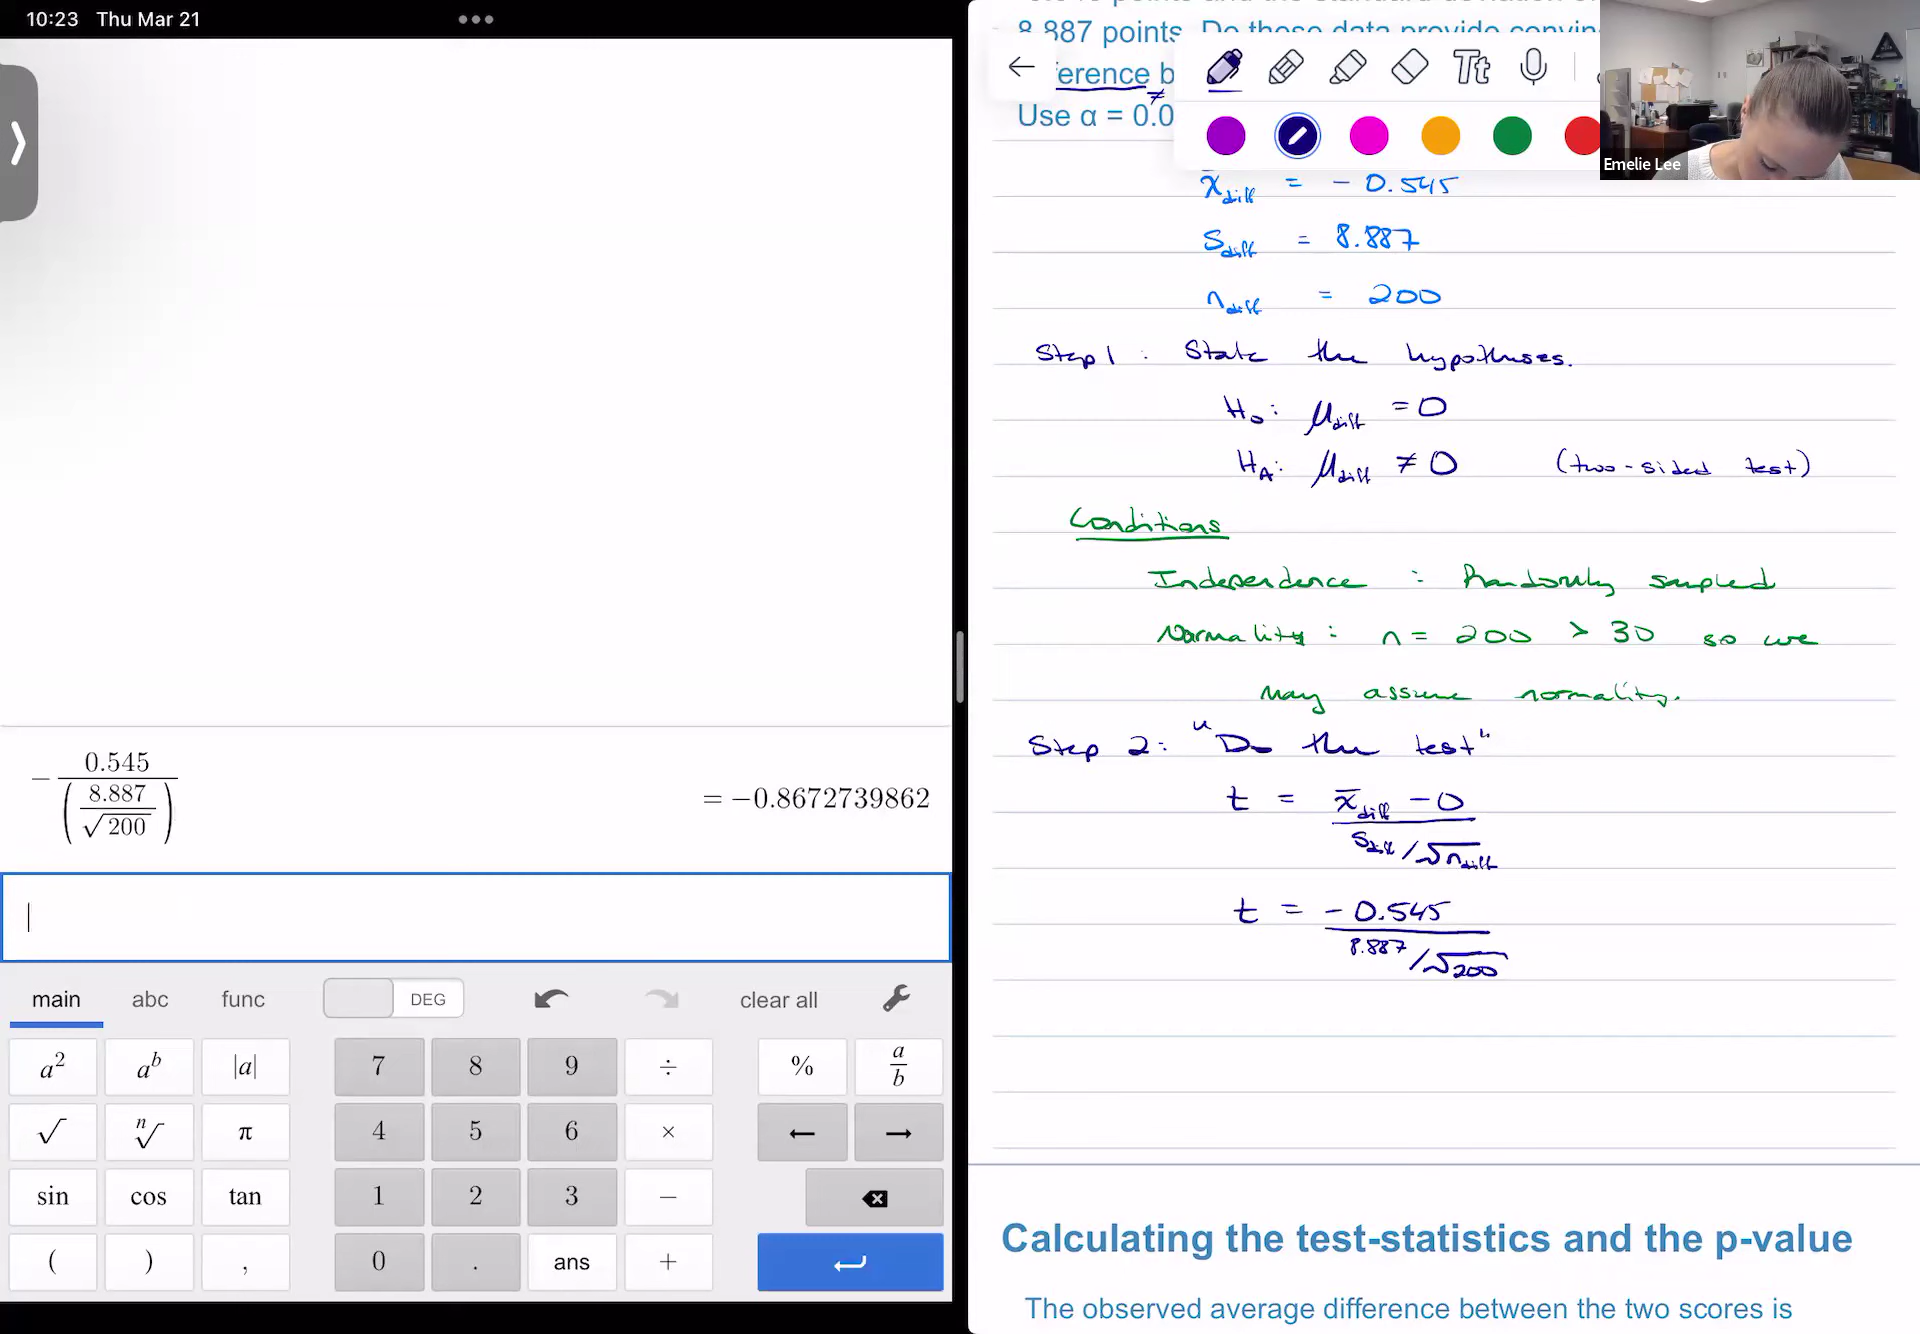 10:23 Thu Mar 21
- 0.545 / ( 8.887 / √200 ) = −0.8672739862
main abc func DEG clear all
a² aᵇ |a| 7 8 9 ÷ % a/b
√ ⁿ√ π 4 5 6 × ← →
sin cos tan 1 2 3 −
( ) , 0 . ans +
8.887 points. Do these data provide convin
erence b
≠
Use α = 0.0
Tt
Emelie Lee
x̄diff = - 0.545
Sdiff = 8.887
ndiff = 200
Step 1 : State the hypotheses.
H₀: μdiff = 0
HA: μdiff ≠ 0 (two-sided test)
Conditions
Independence : Randomly sampled
Normality : n = 200 > 30 so we
may assume normality.
Step 2: "Do the test"
t = x̄diff - 0 / Sdiff / √ndiff
t = - 0.545 / 8.887 / √200
Calculating the test-statistics and the p-value
The observed average difference between the two scores is